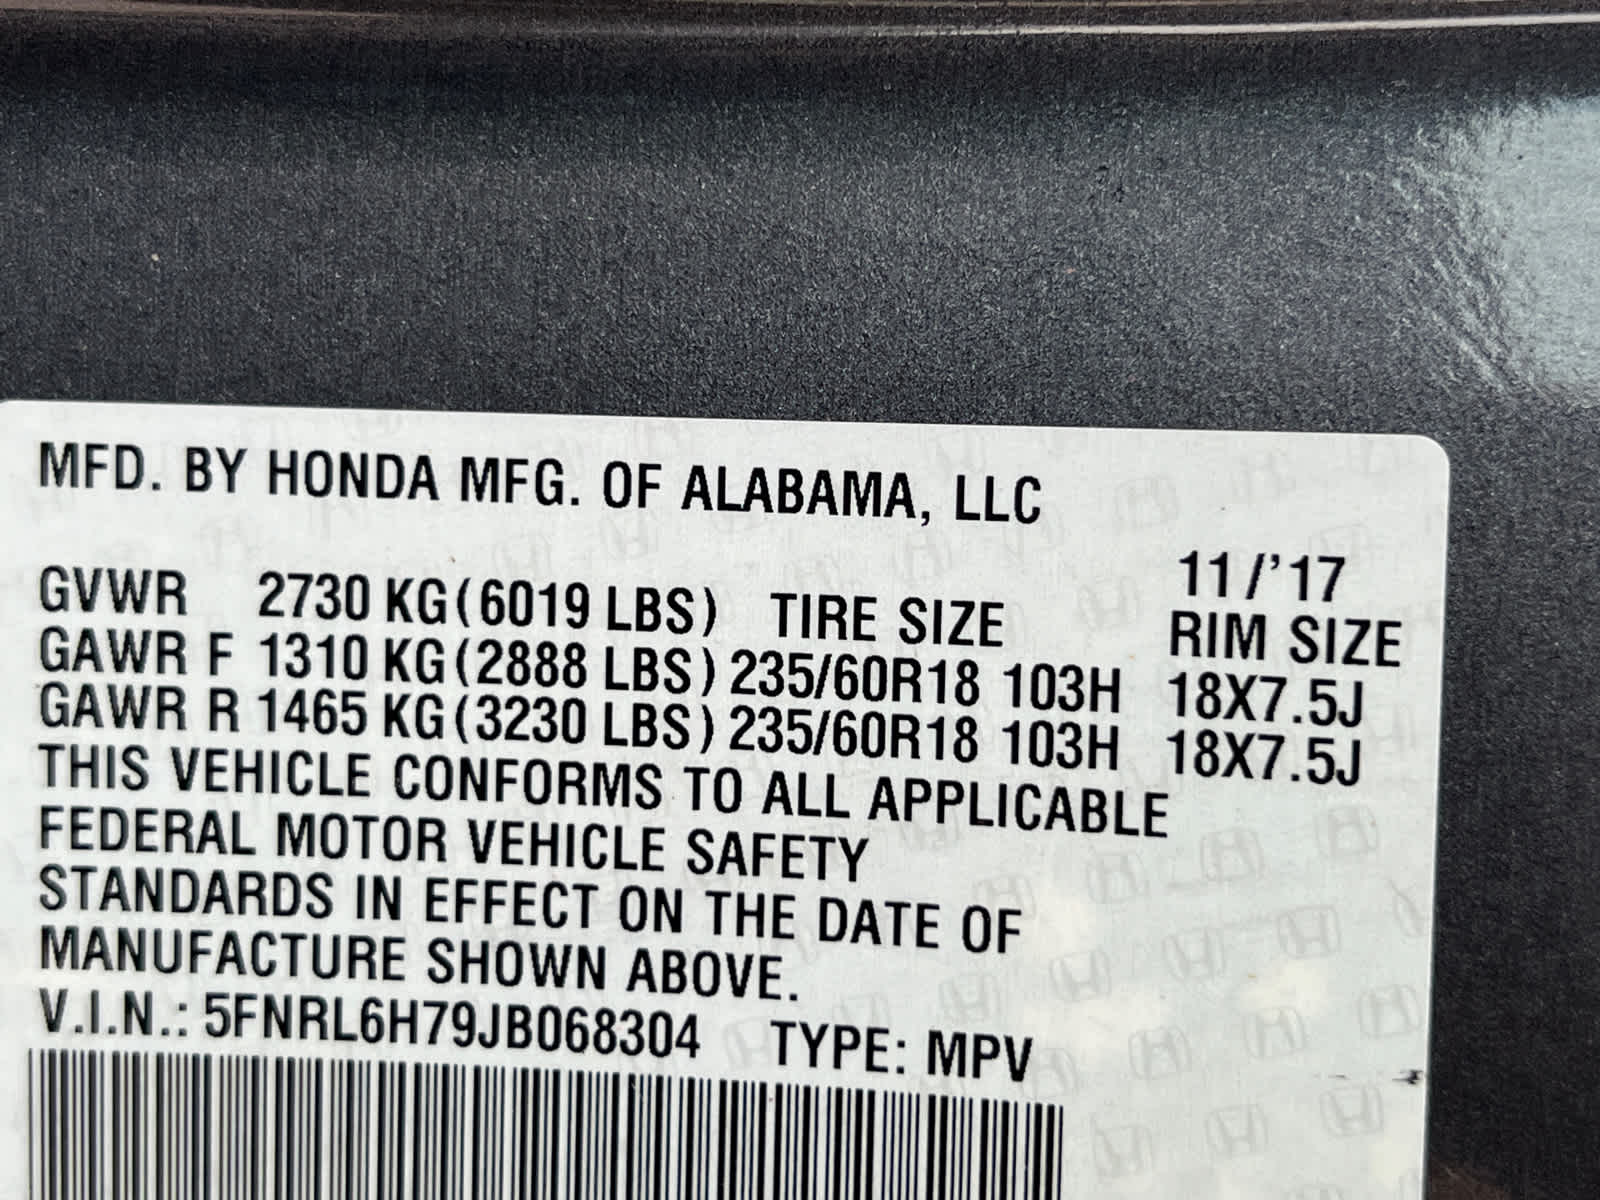 MFD. BY HONDA MFG. OF ALABAMA, LLC
11/'17
GVWR 2730 KG(6019 LBS) TIRE SIZE RIM SIZE
GAWR F 1310 KG(2888 LBS) 235/60R18 103H 18X7.5J
GAWR R 1465 KG(3230 LBS) 235/60R18 103H 18X7.5J
THIS VEHICLE CONFORMS TO ALL APPLICABLE
FEDERAL MOTOR VEHICLE SAFETY
STANDARDS IN EFFECT ON THE DATE OF
MANUFACTURE SHOWN ABOVE.
V.I.N.: 5FNRL6H79JB068304 TYPE: MPV